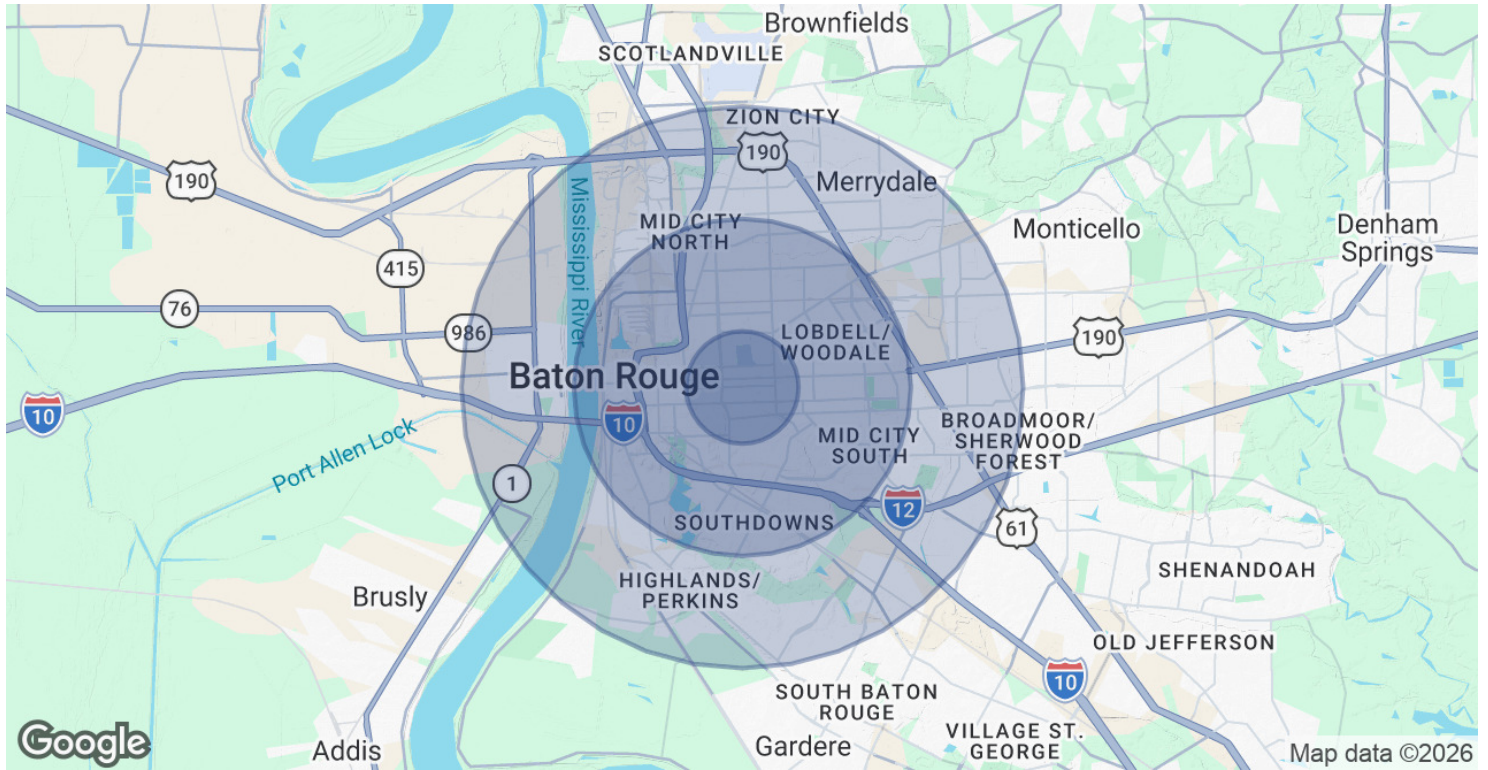 Brownfields
SCOTLANDVILLE
ZION CITY
190
190
Merrydale
Mississippi River
MID CITY
NORTH
Monticello
Denham
Springs
415
76
986
LOBDELL/
WOODALE
190
Baton Rouge
10
10
Port Allen Lock
BROADMOOR/
SHERWOOD
FOREST
MID CITY
SOUTH
1
12
SOUTHDOWNS
61
HIGHLANDS/
PERKINS
Brusly
SHENANDOAH
OLD JEFFERSON
10
SOUTH BATON
ROUGE
VILLAGE ST.
GEORGE
Gardere
Addis
Google
Map data ©2026